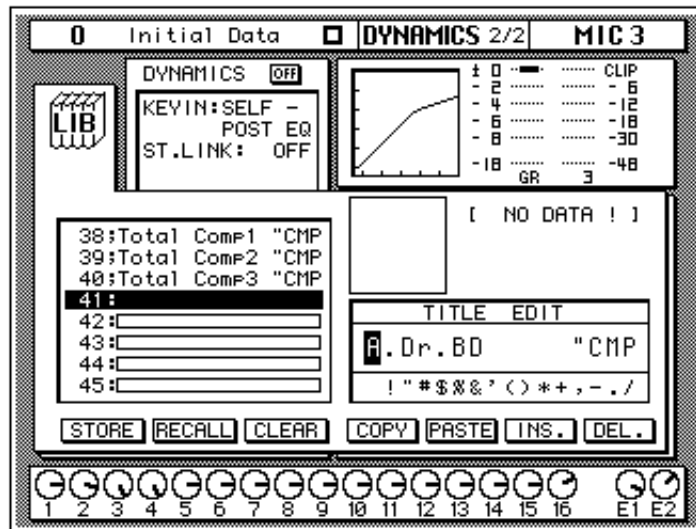 0 Initial Data DYNAMICS 2/2 MIC 3
LIB
DYNAMICS OFF
KEYIN:SELF -
POST EQ
ST.LINK: OFF
± 0 CLIP
- 2 - 6
- 4 -12
- 6 -18
- 8 -30
-18 -48
GR 3
38;Total Comp1 "CMP
39;Total Comp2 "CMP
40;Total Comp3 "CMP
41:
42:
43:
44:
45:
[ NO DATA ! ]
TITLE EDIT
A.Dr.BD "CMP
!"#$%&'()*+,-./
STORE RECALL CLEAR COPY PASTE INS. DEL.
1 2 3 4 5 6 7 8 9 10 11 12 13 14 15 16 E1 E2